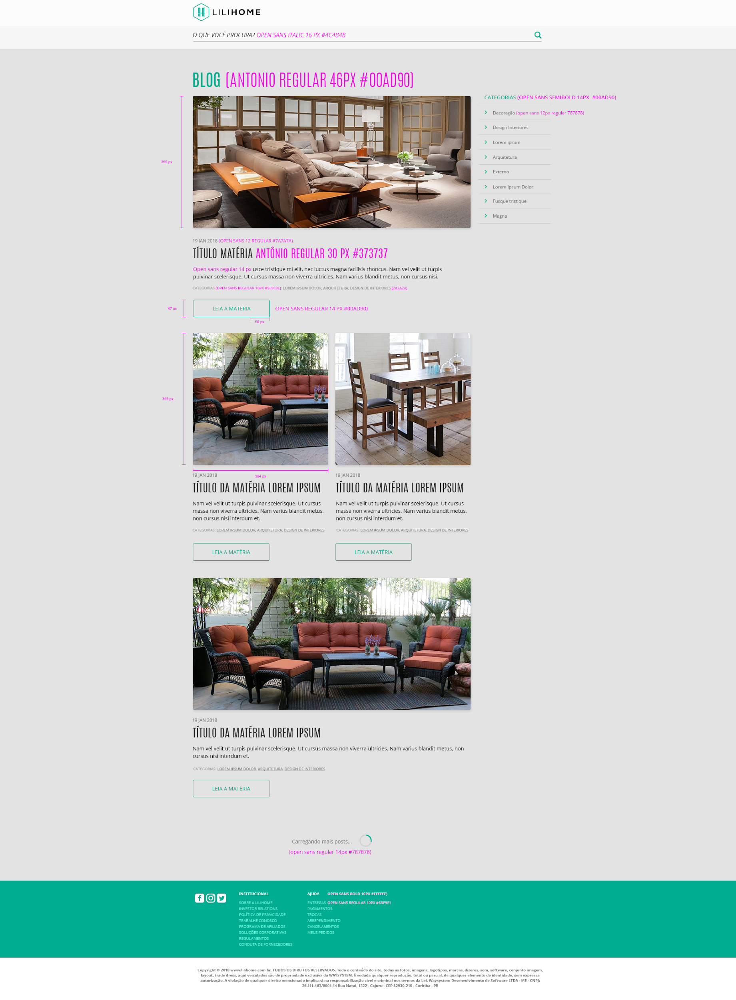 LILIHOME
O QUE VOCÊ PROCURA? OPEN SANS ITALIC 16 PX #4C4B4B
BLOG (ANTONIO REGULAR 46PX #00AD90)
CATEGORIAS (OPEN SANS SEMIBOLD 14PX #00AD90)
Decoração (open sans 12px regular 787878)
Design Interiores
Lorem ipsum
Arquitetura
Externo
Lorem Ipsum Dolor
Fusque tristique
Magna
355 px
19 JAN 2018 (OPEN SANS 12 REGULAR #7A7A7A)
TÍTULO MATÉRIA ANTÔNIO REGULAR 30 PX #373737
Open sans regular 14 px usce tristique mi elit, nec luctus magna facilisis rhoncus. Nam vel velit ut turpis
pulvinar scelerisque. Ut cursus massa non viverra ultricies. Nam varius blandit metus, non cursus nisi.
CATEGORIAS (OPEN SANS REGULAR 10PX #9E9E9E): LOREM IPSUM DOLOR, ARQUITETURA, DESIGN DE INTERIORES (7A7A7A)
47 px
LEIA A MATÉRIA
OPEN SANS REGULAR 14 PX #00AD90)
50 px
355 px
364 px
19 JAN 2018
TÍTULO DA MATÉRIA LOREM IPSUM
Nam vel velit ut turpis pulvinar scelerisque. Ut cursus
massa non viverra ultricies. Nam varius blandit metus,
non cursus nisi interdum et.
CATEGORIAS: LOREM IPSUM DOLOR, ARQUITETURA, DESIGN DE INTERIORES
LEIA A MATÉRIA
19 JAN 2018
TÍTULO DA MATÉRIA LOREM IPSUM
Nam vel velit ut turpis pulvinar scelerisque. Ut cursus
massa non viverra ultricies. Nam varius blandit metus,
non cursus nisi interdum et.
CATEGORIAS: LOREM IPSUM DOLOR, ARQUITETURA, DESIGN DE INTERIORES
LEIA A MATÉRIA
19 JAN 2018
TÍTULO DA MATÉRIA LOREM IPSUM
Nam vel velit ut turpis pulvinar scelerisque. Ut cursus massa non viverra ultricies. Nam varius blandit metus, non
cursus nisi interdum et.
CATEGORIAS: LOREM IPSUM DOLOR, ARQUITETURA, DESIGN DE INTERIORES
LEIA A MATÉRIA
Carregando mais posts...
(open sans regular 14px #787878)
INSTITUCIONAL
SOBRE A LILIHOME
INVESTOR RELATIONS
POLÍTICA DE PRIVACIDADE
TRABALHE CONOSCO
PROGRAMA DE AFILIADOS
SOLUÇÕES CORPORATIVAS
REGULAMENTOS
CONDUTA DE FORNECEDORES
AJUDA OPEN SANS BOLD 10PX #FFFFFF)
ENTREGAS OPEN SANS REGULAR 10PX #68F9E1
PAGAMENTOS
TROCAS
ARREPENDIMENTO
CANCELAMENTOS
MEUS PEDIDOS
Copyright © 2018 www.lilihome.com.br, TODOS OS DIREITOS RESERVADOS. Todo o conteúdo do site, todas as fotos, imagens, logotipos, marcas, dizeres, som, software, conjunto imagem,
layout, trade dress, aqui veiculados são de propriedade exclusiva da WAYSYSTEM. É vedada qualquer reprodução, total ou parcial, de qualquer elemento de identidade, sem expressa
autorização. A violação de qualquer direito mencionado implicará na responsabilização cível e criminal nos termos da Lei. Waysystem Desenvolvimento de Software LTDA - ME - CNPJ:
26.111.463/0001-14 Rua Natal, 1322 - Cajuru - CEP 82930-210 - Curitiba - PR